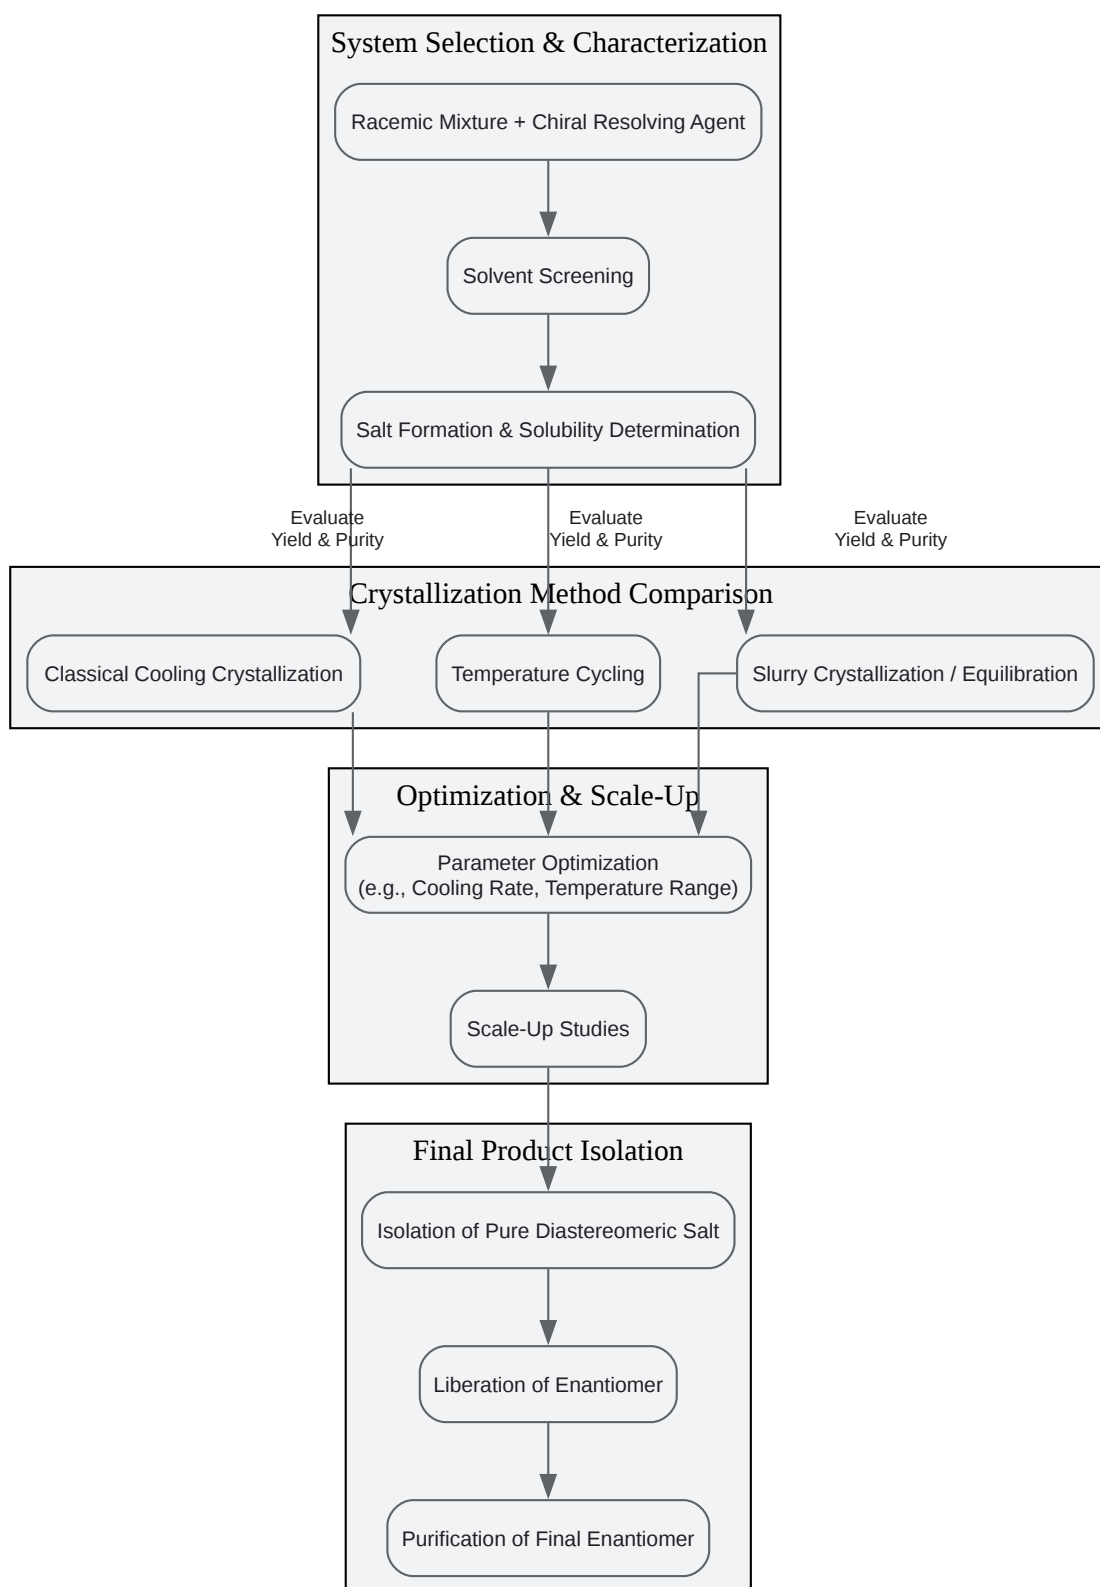 System Selection & Characterization
Racemic Mixture + Chiral Resolving Agent
Solvent Screening
Salt Formation & Solubility Determination
Evaluate
Yield & Purity
Evaluate
Yield & Purity
Evaluate
Yield & Purity
Crystallization Method Comparison
Classical Cooling Crystallization
Temperature Cycling
Slurry Crystallization / Equilibration
Optimization & Scale-Up
Parameter Optimization
(e.g., Cooling Rate, Temperature Range)
Scale-Up Studies
Final Product Isolation
Isolation of Pure Diastereomeric Salt
Liberation of Enantiomer
Purification of Final Enantiomer